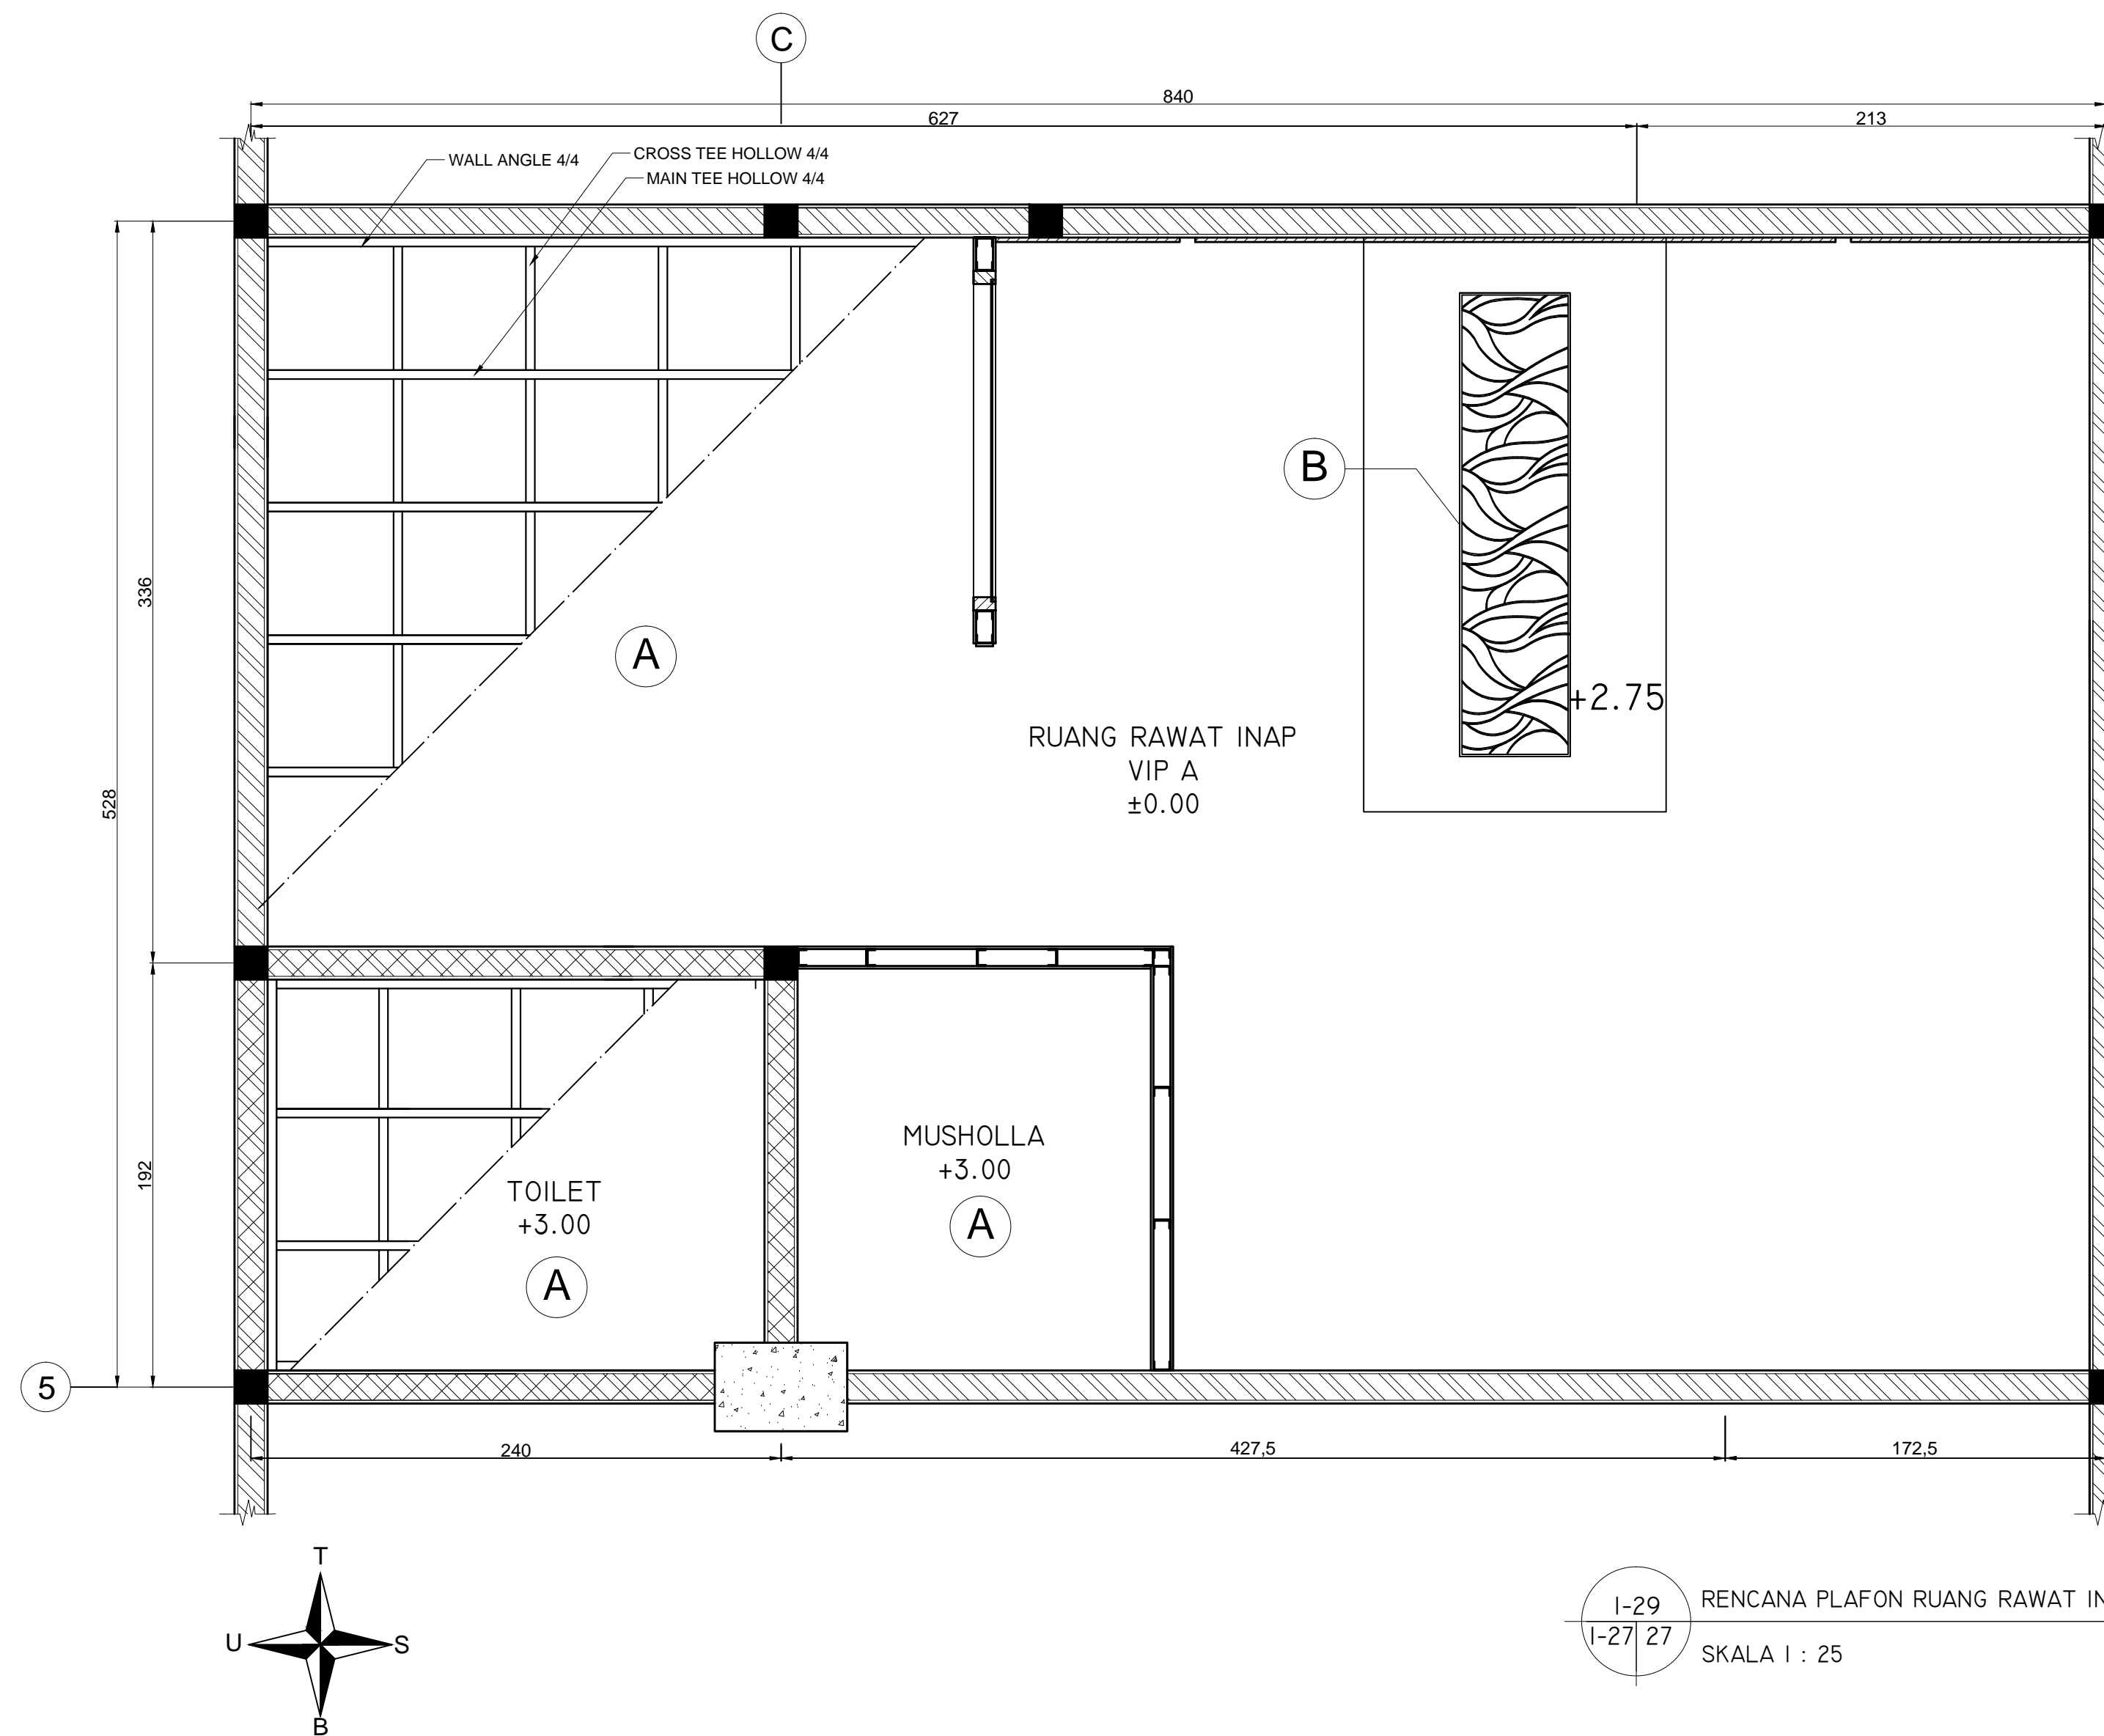 C
840
627
213
WALL ANGLE 4/4
CROSS TEE HOLLOW 4/4
MAIN TEE HOLLOW 4/4
336
528
192
B
A
+2.75
RUANG RAWAT INAP
VIP A
±0.00
MUSHOLLA
+3.00
A
TOILET
+3.00
A
5
240
427,5
172,5
T
U
S
B
I-29
I-27
27
RENCANA PLAFON RUANG RAWAT IN
SKALA I : 25